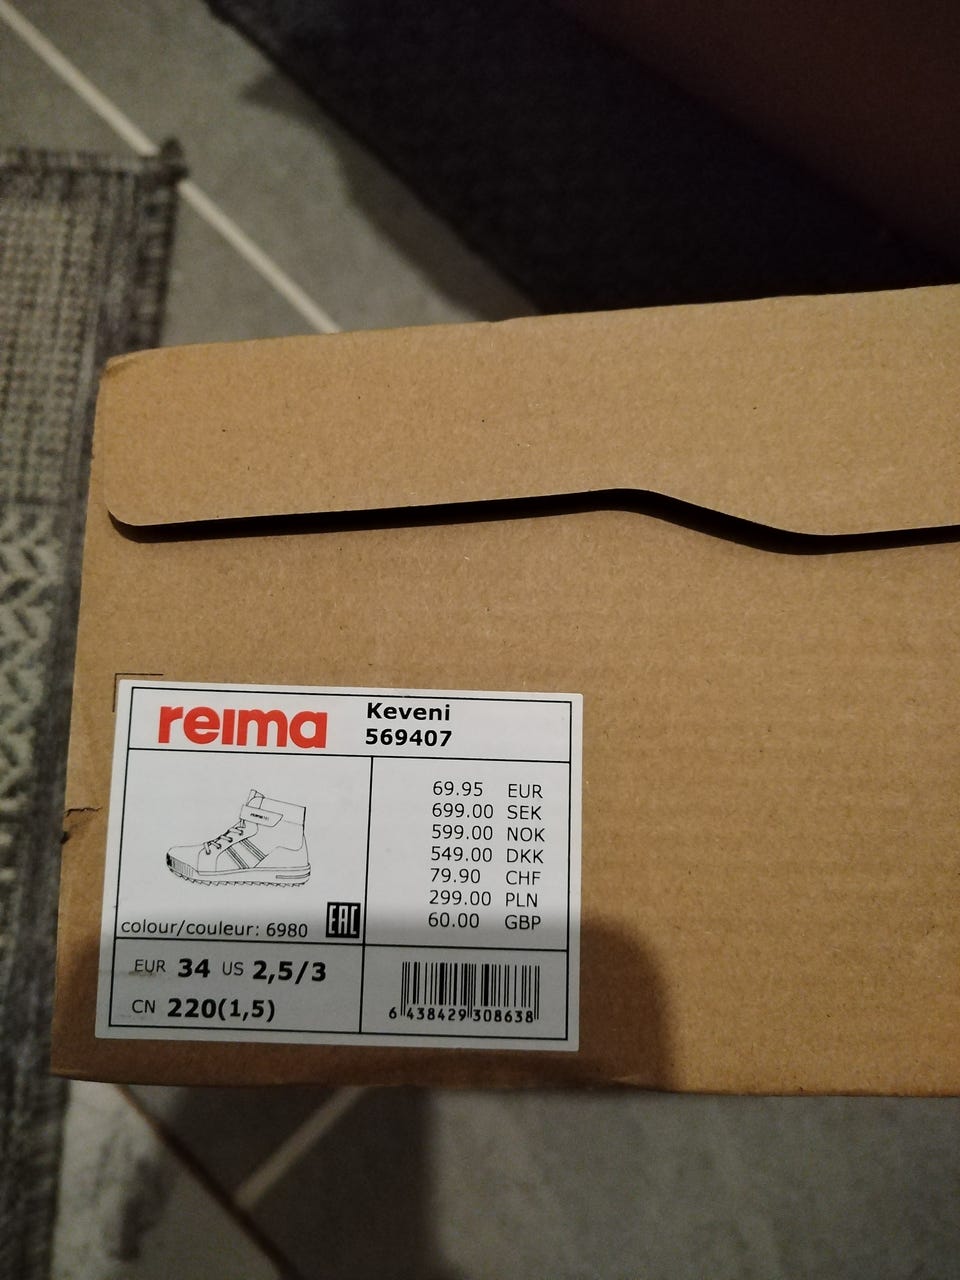 reima
Keveni
569407
69.95 EUR
699.00 SEK
599.00 NOK
549.00 DKK
79.90 CHF
299.00 PLN
60.00 GBP
colour/couleur: 6980
EAC
EUR 34 US 2,5/3
CN 220(1,5)
6 438429 308638